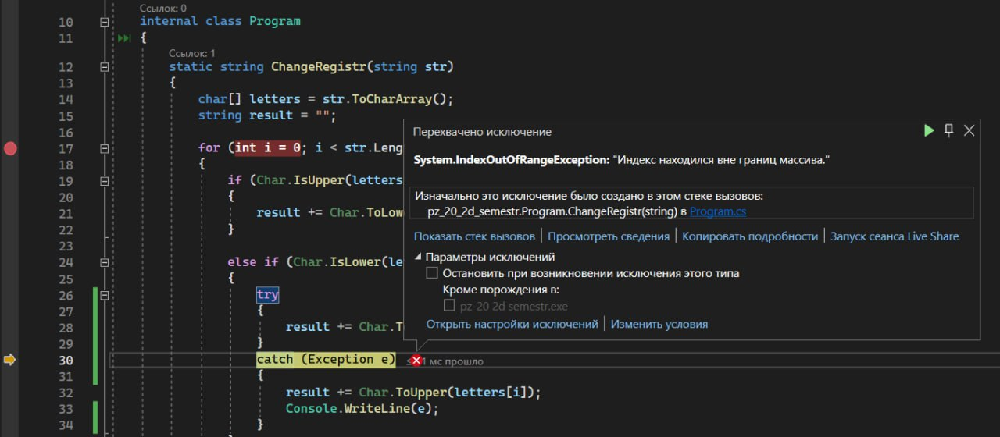 Ссылок: 0
10 internal class Program
11 {
Ссылок: 1
12 static string ChangeRegistr(string str)
13 {
14 char[] letters = str.ToCharArray();
15 string result = "";
16
17 for (int i = 0; i < str.Leng
18 {
19 if (Char.IsUpper(letters
20 {
21 result += Char.ToLow
22 }
23
24 else if (Char.IsLower(le
25 {
26 try
27 {
28 result += Char.T
29 }
30 catch (Exception e) ≤ 1 мс прошло
31 {
32 result += Char.ToUpper(letters[i]);
33 Console.WriteLine(e);
34 }
Перехвачено исключение
System.IndexOutOfRangeException: "Индекс находился вне границ массива."
Изначально это исключение было создано в этом стеке вызовов:
pz_20_2d_semestr.Program.ChangeRegistr(string) в Program.cs
Показать стек вызовов | Просмотреть сведения | Копировать подробности | Запуск сеанса Live Share
Параметры исключений
Остановить при возникновении исключения этого типа
Кроме порождения в:
pz-20 2d semestr.exe
Открыть настройки исключений | Изменить условия